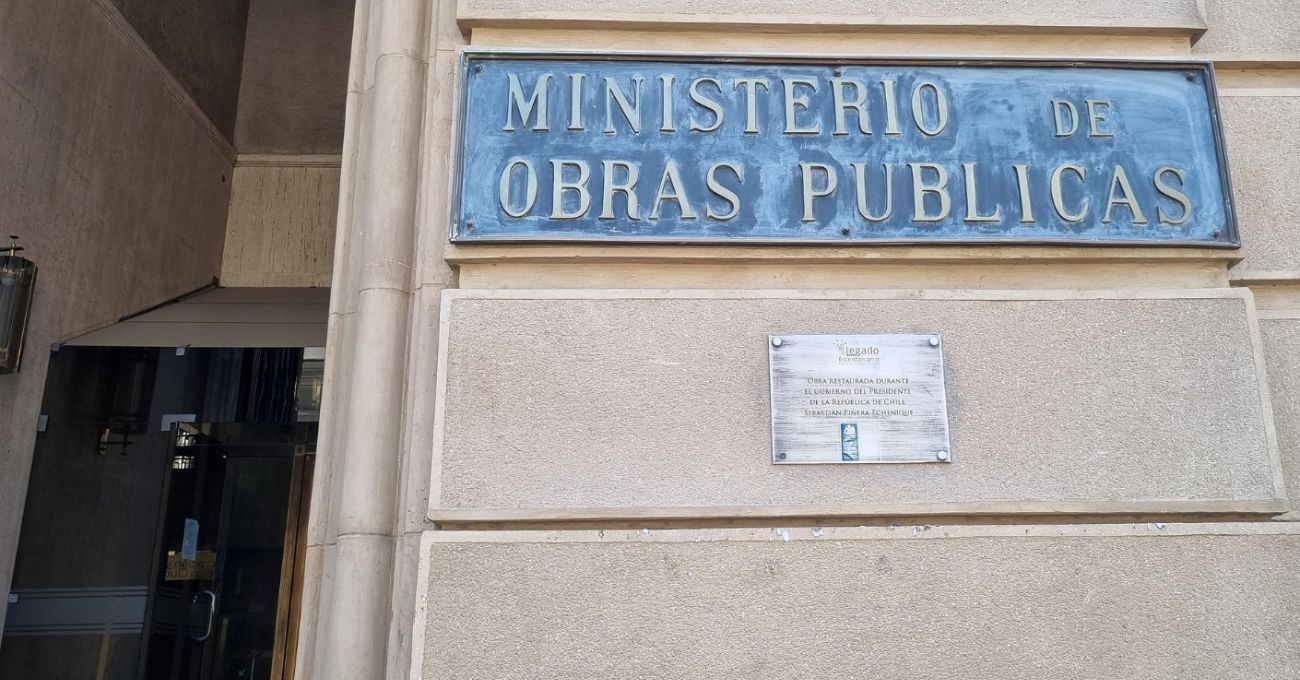 MINISTERIO DE
OBRAS PUBLICAS
legado
bicentenario
OBRA RESTAURADA DURANTE
EL GOBIERNO DEL PRESIDENTE
DE LA REPÚBLICA DE CHILE
SEBASTIÁN PIÑERA ECHENIQUE